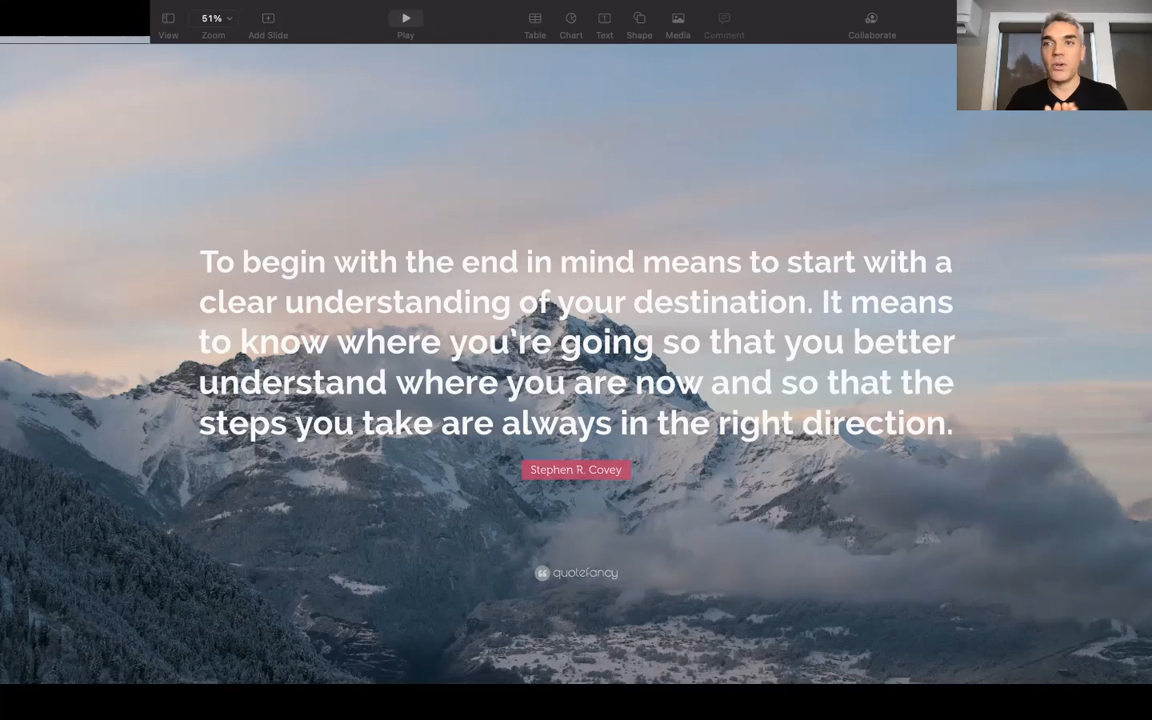 51%
View
Zoom
Add Slide
Play
Table
Chart
Text
Shape
Media
Comment
Collaborate
To begin with the end in mind means to start with a
clear understanding of your destination. It means
to know where you're going so that you better
understand where you are now and so that the
steps you take are always in the right direction.
Stephen R. Covey
quotefancy